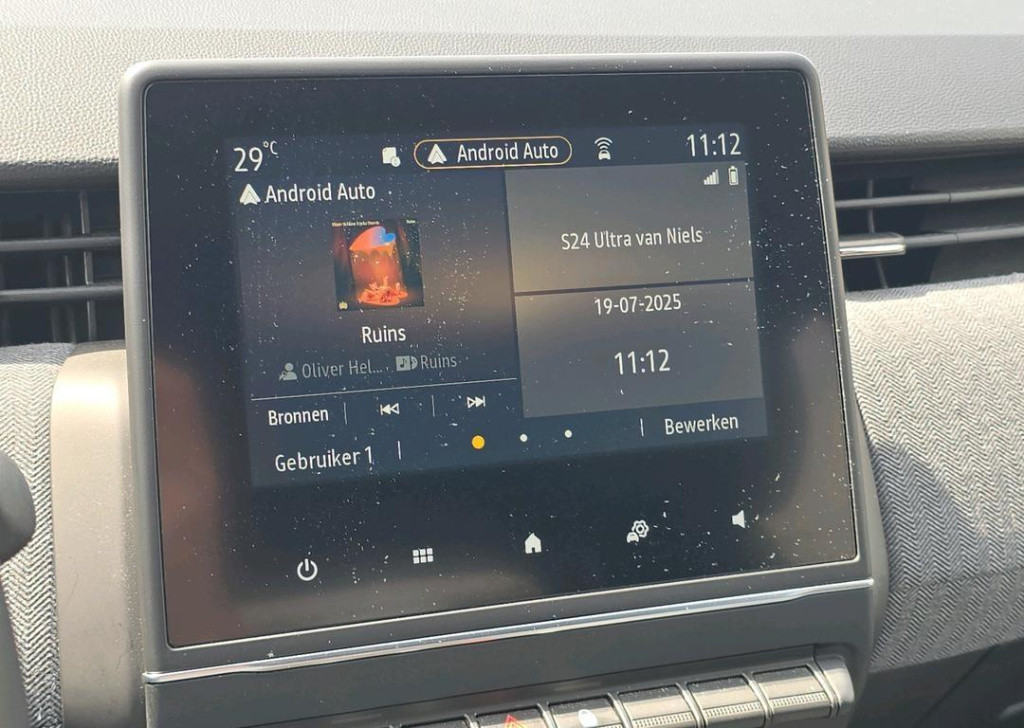 29°C
Android Auto
11:12
Android Auto
S24 Ultra van Niels
19-07-2025
11:12
Ruins
Oliver Hel... Ruins
Bronnen
Gebruiker 1
Bewerken